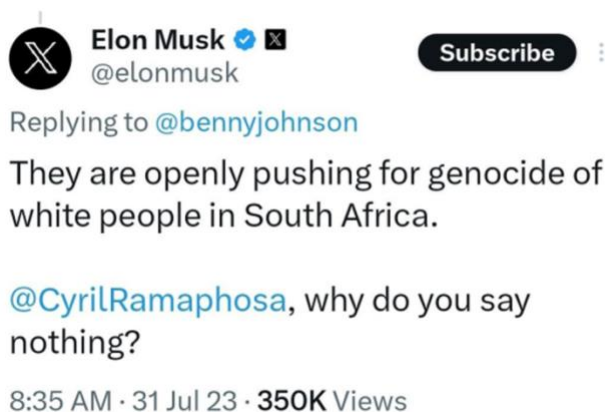 Elon Musk
@elonmusk
Subscribe
Replying to @bennyjohnson
They are openly pushing for genocide of
white people in South Africa.
@CyrilRamaphosa, why do you say
nothing?
8:35 AM · 31 Jul 23 · 350K Views